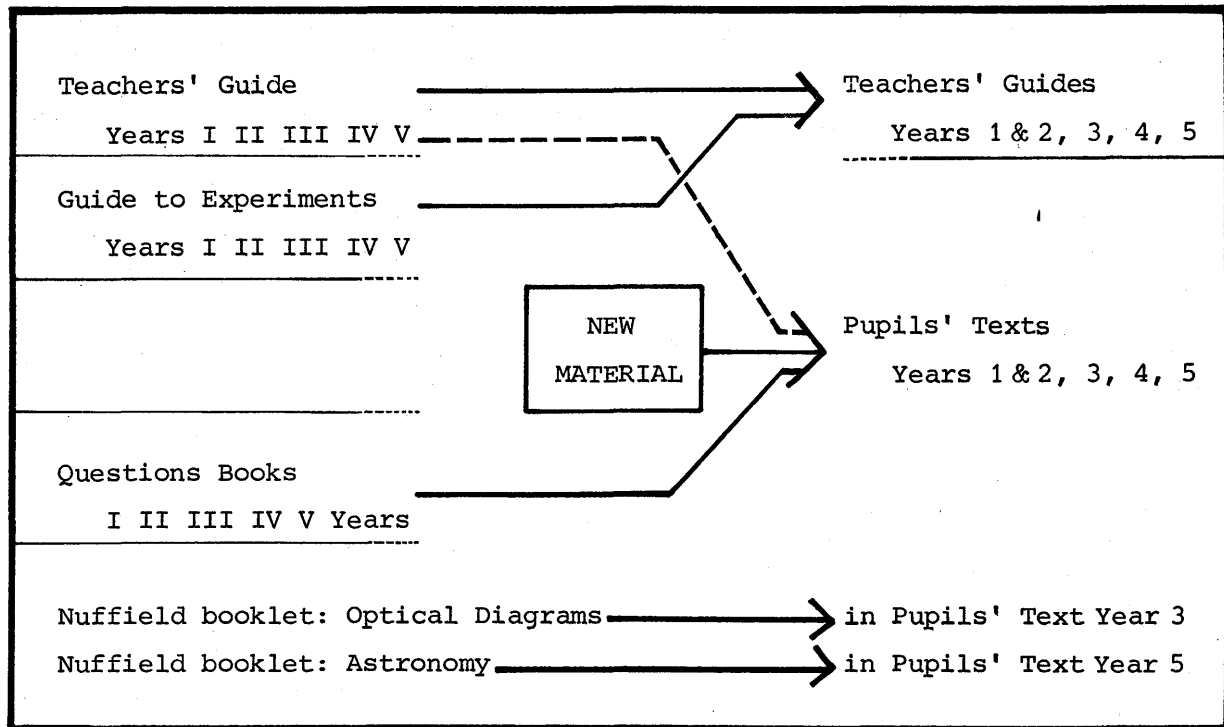 Teachers' Guide
Years I II III IV V
Guide to Experiments
Years I II III IV V
NEW
MATERIAL
Questions Books
I II III IV V Years
Teachers' Guides
Years 1 & 2, 3, 4, 5
Pupils' Texts
Years 1 & 2, 3, 4, 5
Nuffield booklet: Optical Diagrams in Pupils' Text Year 3
Nuffield booklet: Astronomy in Pupils' Text Year 5